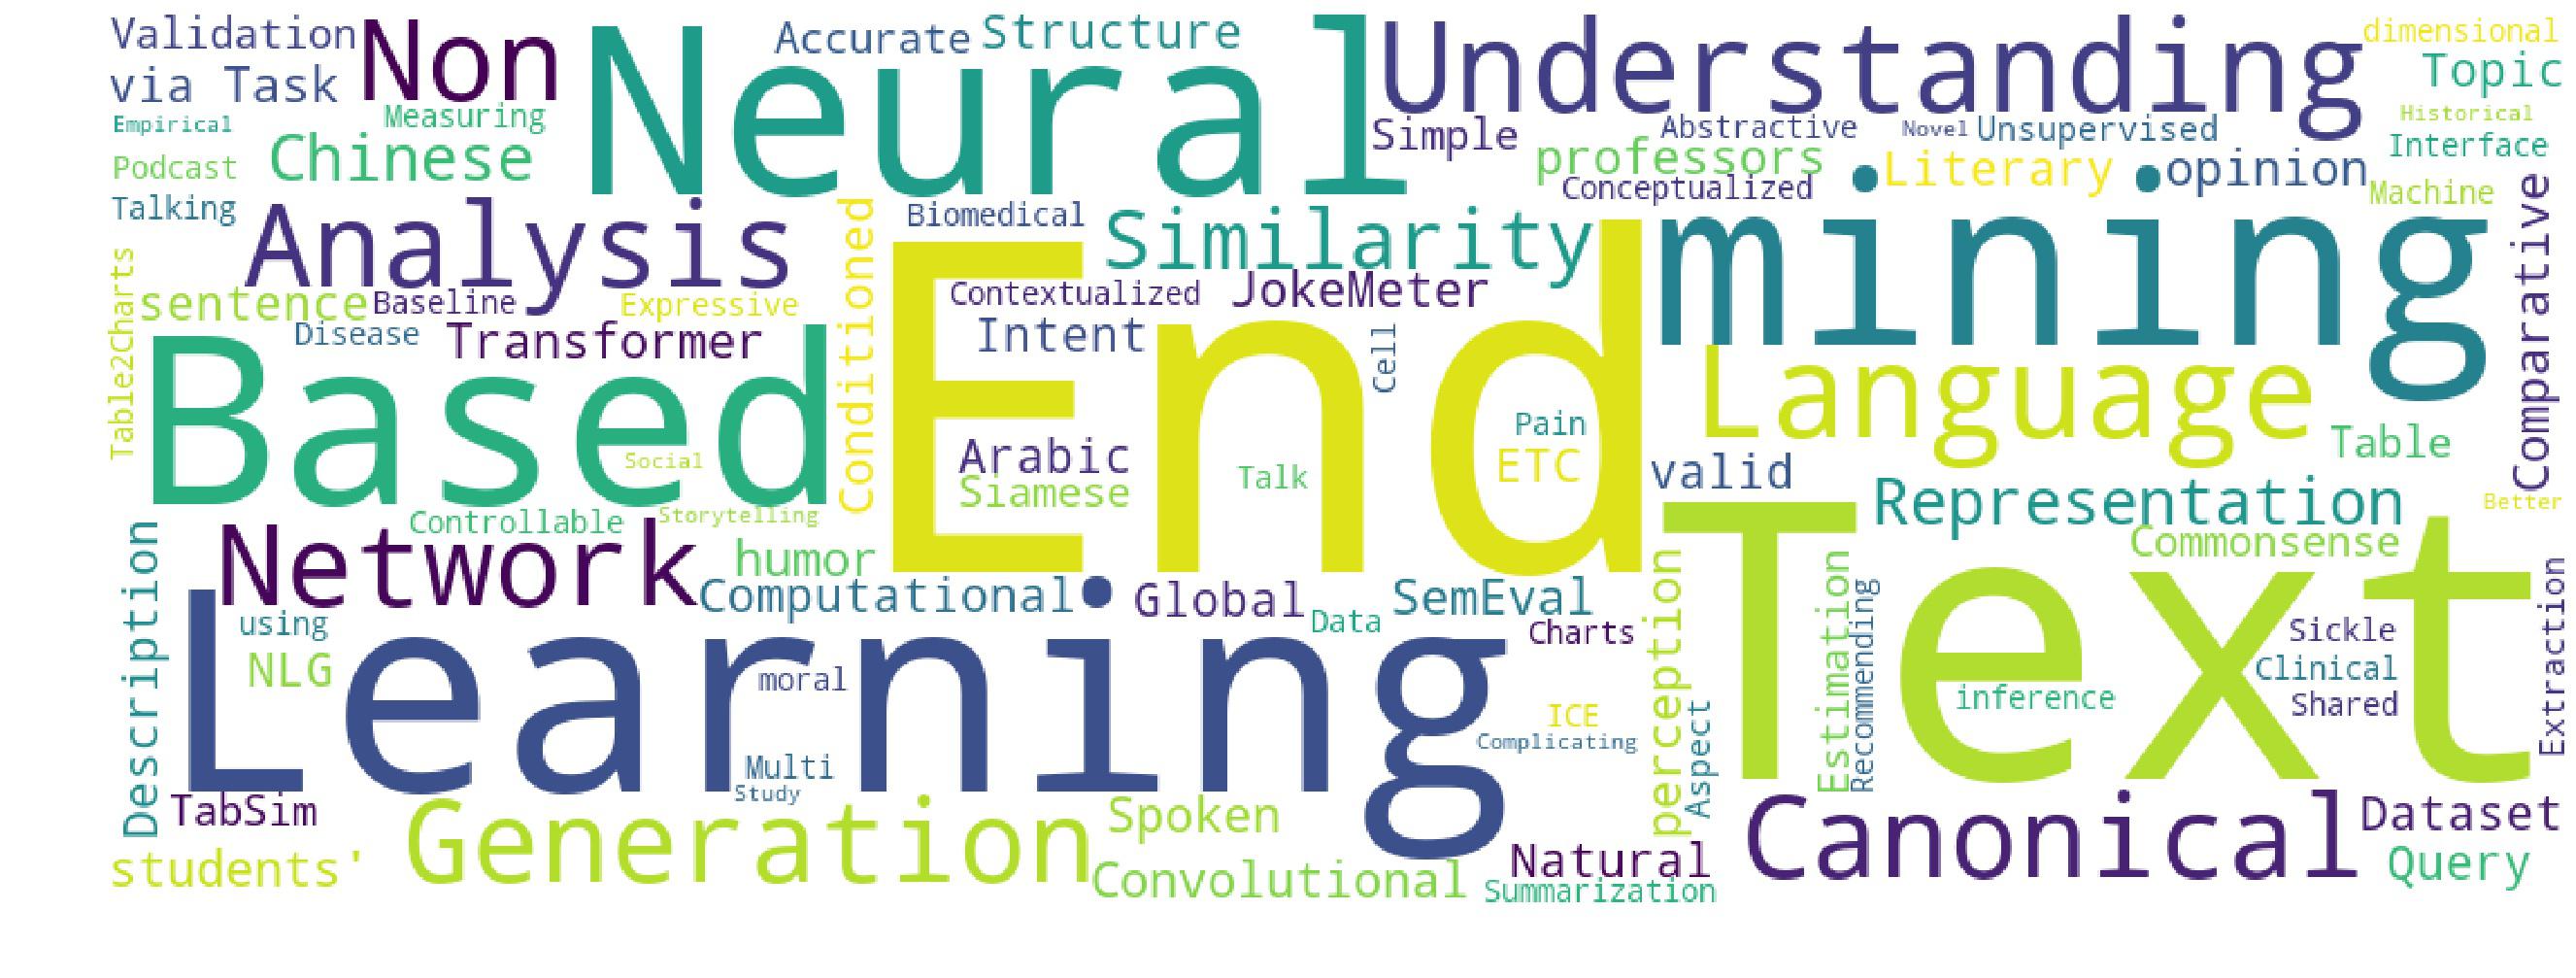 Validation
Non
Neural
Accurate
Structure
Understanding
dimensional
via Task
Topic
Measuring
Empirical
Chinese
Simple
Abstractive
Novel
Unsupervised
Historical
Interface
Podcast
professors
Literary
opinion
Conceptualized
Machine
Talking
Analysis
Conditioned
Biomedical
Similarity
mining
Comparative
Table2Charts
sentence
Baseline
Expressive
Contextualized
JokeMeter
Disease
Transformer
Intent
Cell
End
Based
Language
Social
Arabic
Siamese
Talk
Pain
ETC
valid
Table
Representation
Better
Controllable
Storytelling
Description
Network
humor
Computational
Global
Data
SemEval
Charts
perception
Text
Commonsense
Estimation
Recommending
Extraction
using
NLG
Learning
moral
Sickle
Clinical
Shared
inference
ICE
Complicating
Aspect
Multi
Study
TabSim
Generation
Spoken
Canonical
Dataset
students'
Convolutional
Natural
Summarization
Query